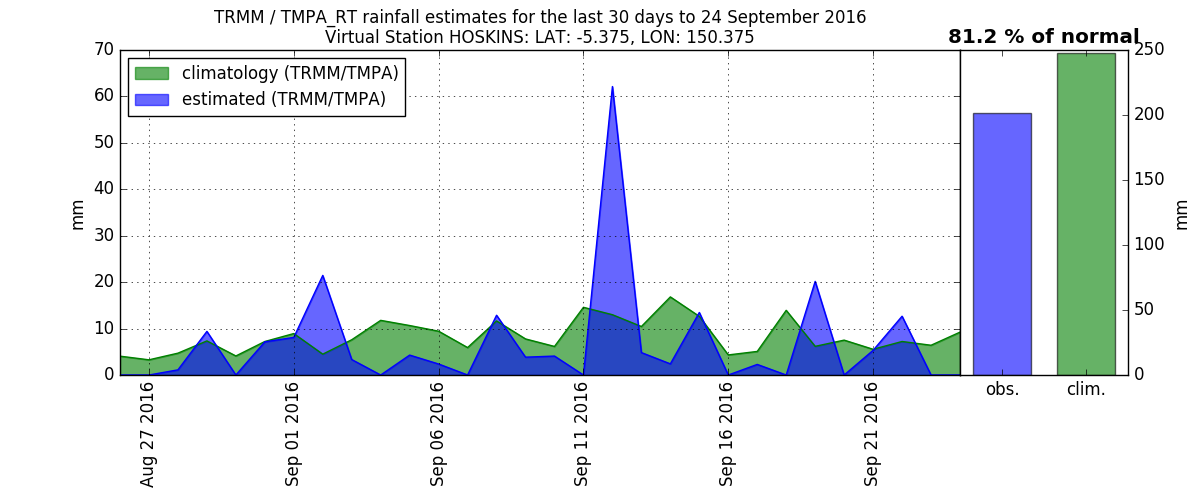 TRMM / TMPA_RT rainfall estimates for the last 30 days to 24 September 2016
Virtual Station HOSKINS: LAT: -5.375, LON: 150.375
81.2 % of normal
climatology (TRMM/TMPA)
estimated (TRMM/TMPA)
mm
70
60
50
40
30
20
10
0
Aug 27 2016
Sep 01 2016
Sep 06 2016
Sep 11 2016
Sep 16 2016
Sep 21 2016
obs.
clim.
250
200
150
100
50
0
mm